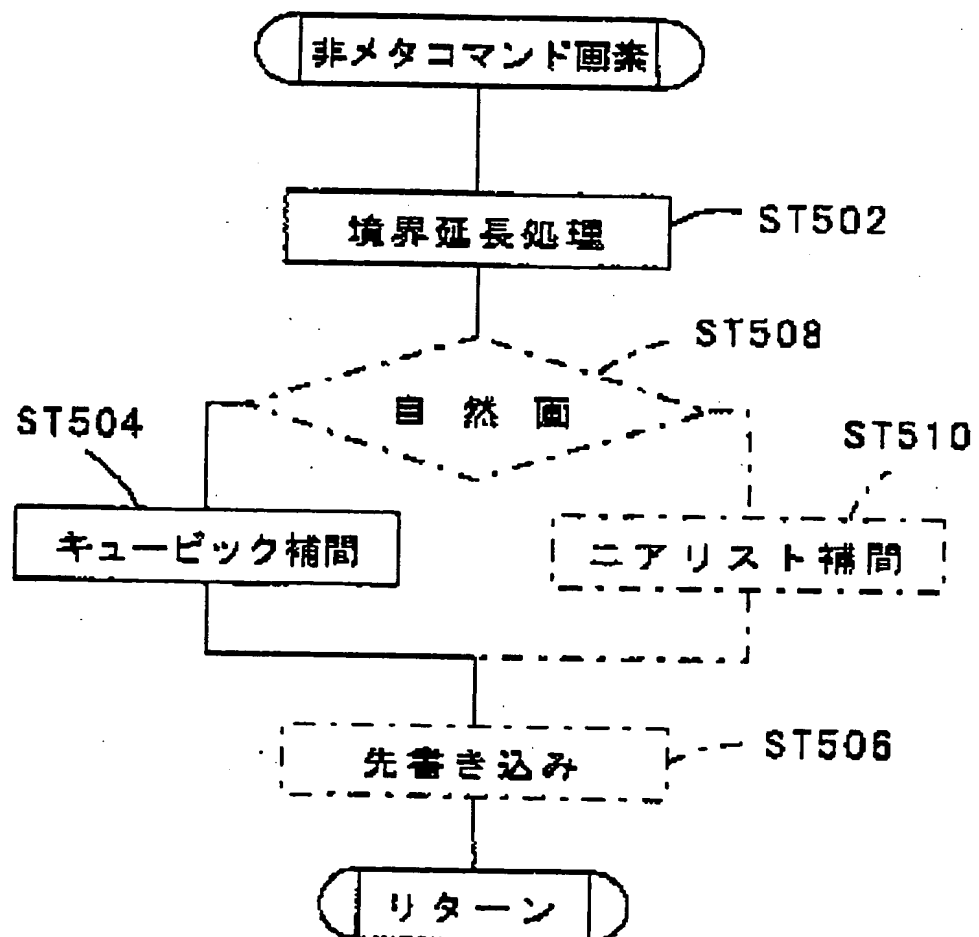 非メタコマンド画素
境界延長処理
ST502
ST508
自然画
ST504
ST510
キュービック補間
ニアリスト補間
先書き込み
ST506
リターン